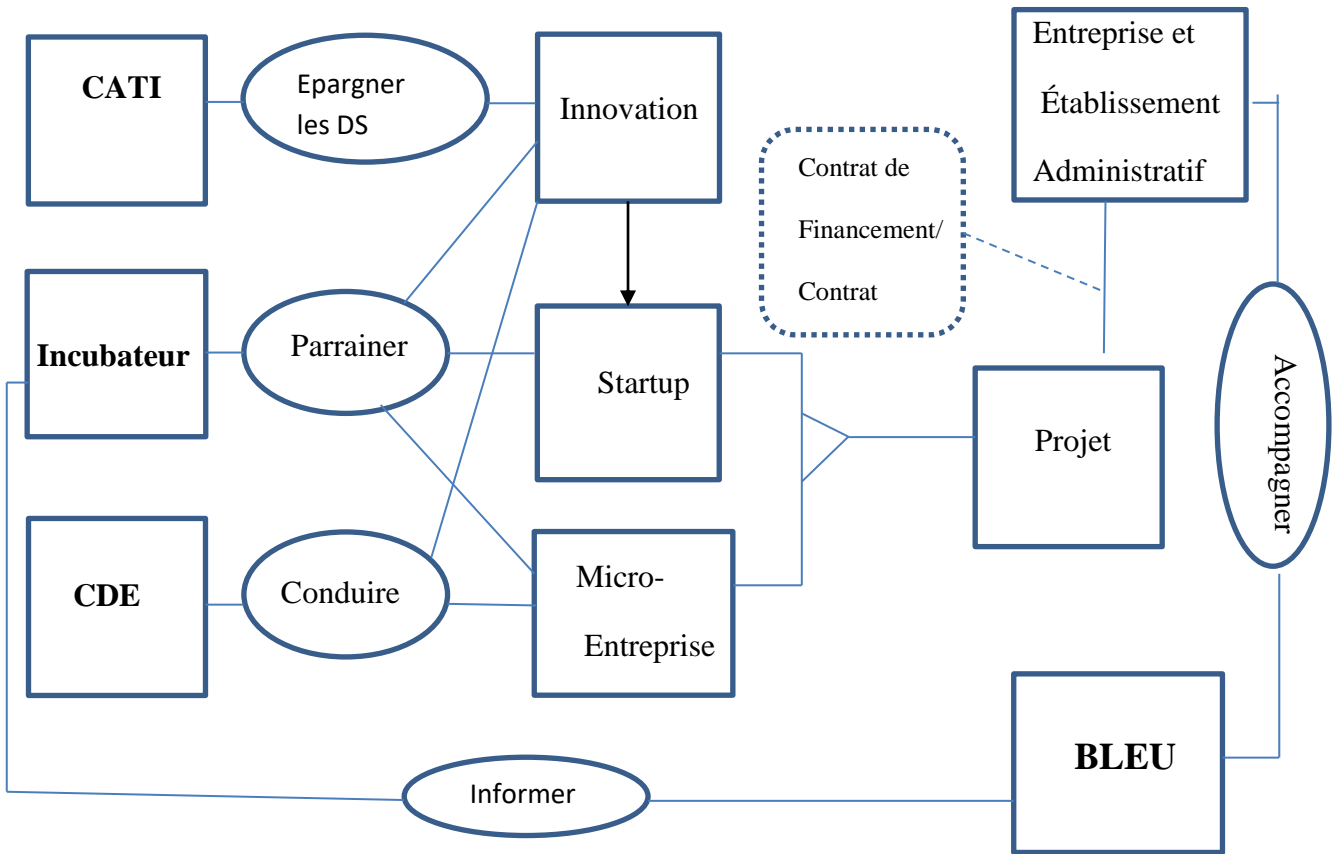 CATI
Epargner
les DS
Innovation
Entreprise et
Établissement
Administratif
Contrat de
Financement/
Contrat
Incubateur
Parrainer
Startup
Projet
Accompagner
CDE
Conduire
Micro-
Entreprise
BLEU
Informer